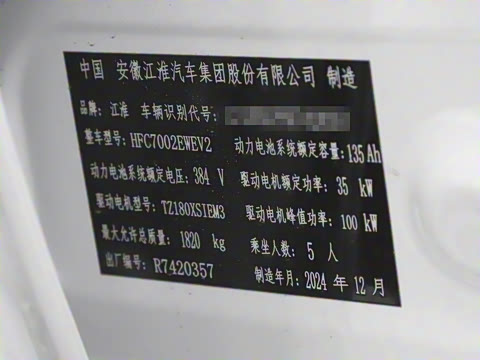 中国 安徽江淮汽车集团股份有限公司 制造
品牌: 江淮 车辆识别代号:
整车型号: HFC7002EWEV2 动力电池系统额定容量: 135 Ah
动力电池系统额定电压: 384 V 驱动电机额定功率: 35 kW
驱动电机型号: TZ180XS1EM3 驱动电机峰值功率: 100 kW
最大允许总质量: 1820 kg 乘坐人数: 5 人
出厂编号: R7420357 制造年月: 2024 年 12 月